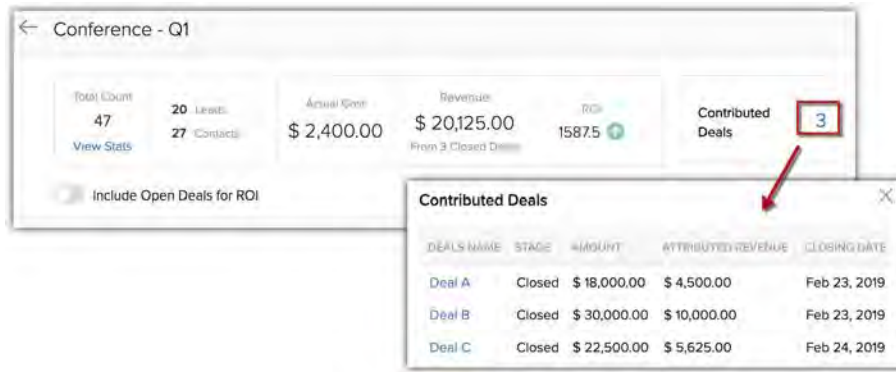 Conference - Q1
Total Count
47
View Stats
20 Leads
27 Contacts
Actual Cost
$ 2,400.00
Revenue
$ 20,125.00
From 3 Closed Deals
ROI
1587.5
Contributed
Deals
3
Include Open Deals for ROI
Contributed Deals
DEALS NAME STAGE AMOUNT ATTRIBUTED REVENUE CLOSING DATE
Deal A Closed $ 18,000.00 $ 4,500.00 Feb 23, 2019
Deal B Closed $ 30,000.00 $ 10,000.00 Feb 23, 2019
Deal C Closed $ 22,500.00 $ 5,625.00 Feb 24, 2019